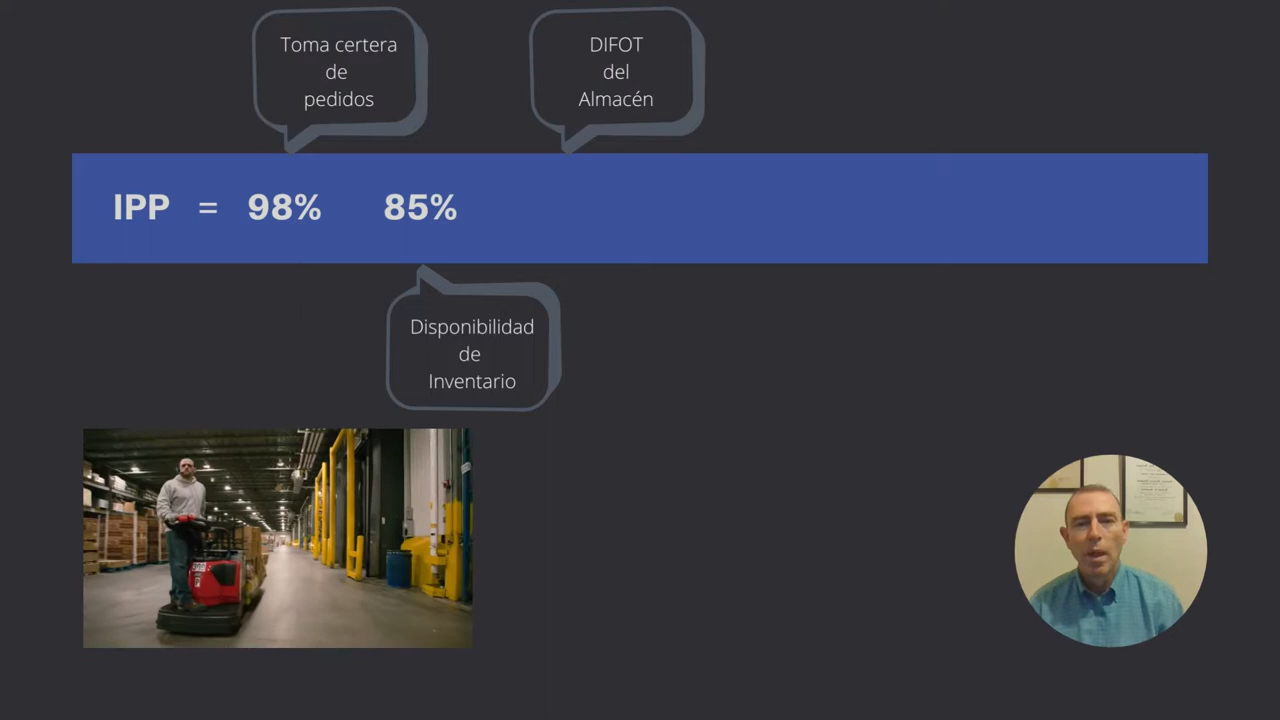 Toma certera
de
pedidos
DIFOT
del
Almacén
IPP = 98% 85%
Disponibilidad
de
Inventario